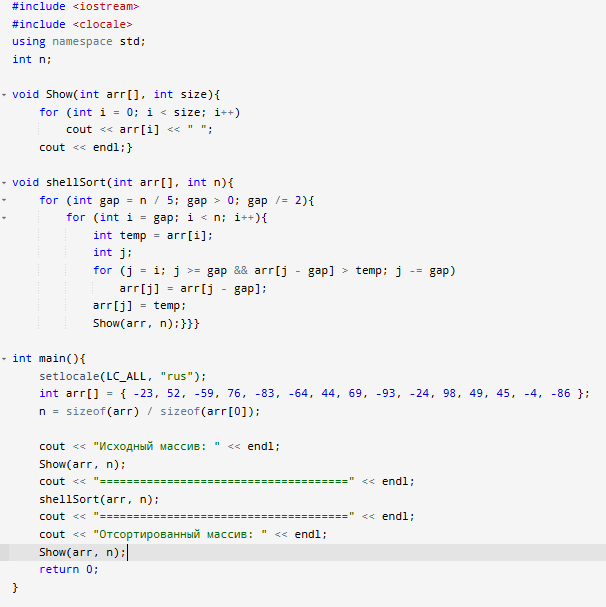 #include <iostream>
#include <clocale>
using namespace std;
int n;
void Show(int arr[], int size){
for (int i = 0; i < size; i++)
cout << arr[i] << " ";
cout << endl;}
void shellSort(int arr[], int n){
for (int gap = n / 5; gap > 0; gap /= 2){
for (int i = gap; i < n; i++){
int temp = arr[i];
int j;
for (j = i; j >= gap && arr[j - gap] > temp; j -= gap)
arr[j] = arr[j - gap];
arr[j] = temp;
Show(arr, n);}}}
int main(){
setlocale(LC_ALL, "rus");
int arr[] = { -23, 52, -59, 76, -83, -64, 44, 69, -93, -24, 98, 49, 45, -4, -86 };
n = sizeof(arr) / sizeof(arr[0]);
cout << "Исходный массив: " << endl;
Show(arr, n);
cout << "=====================================" << endl;
shellSort(arr, n);
cout << "=====================================" << endl;
cout << "Отсортированный массив: " << endl;
Show(arr, n);
return 0;
}